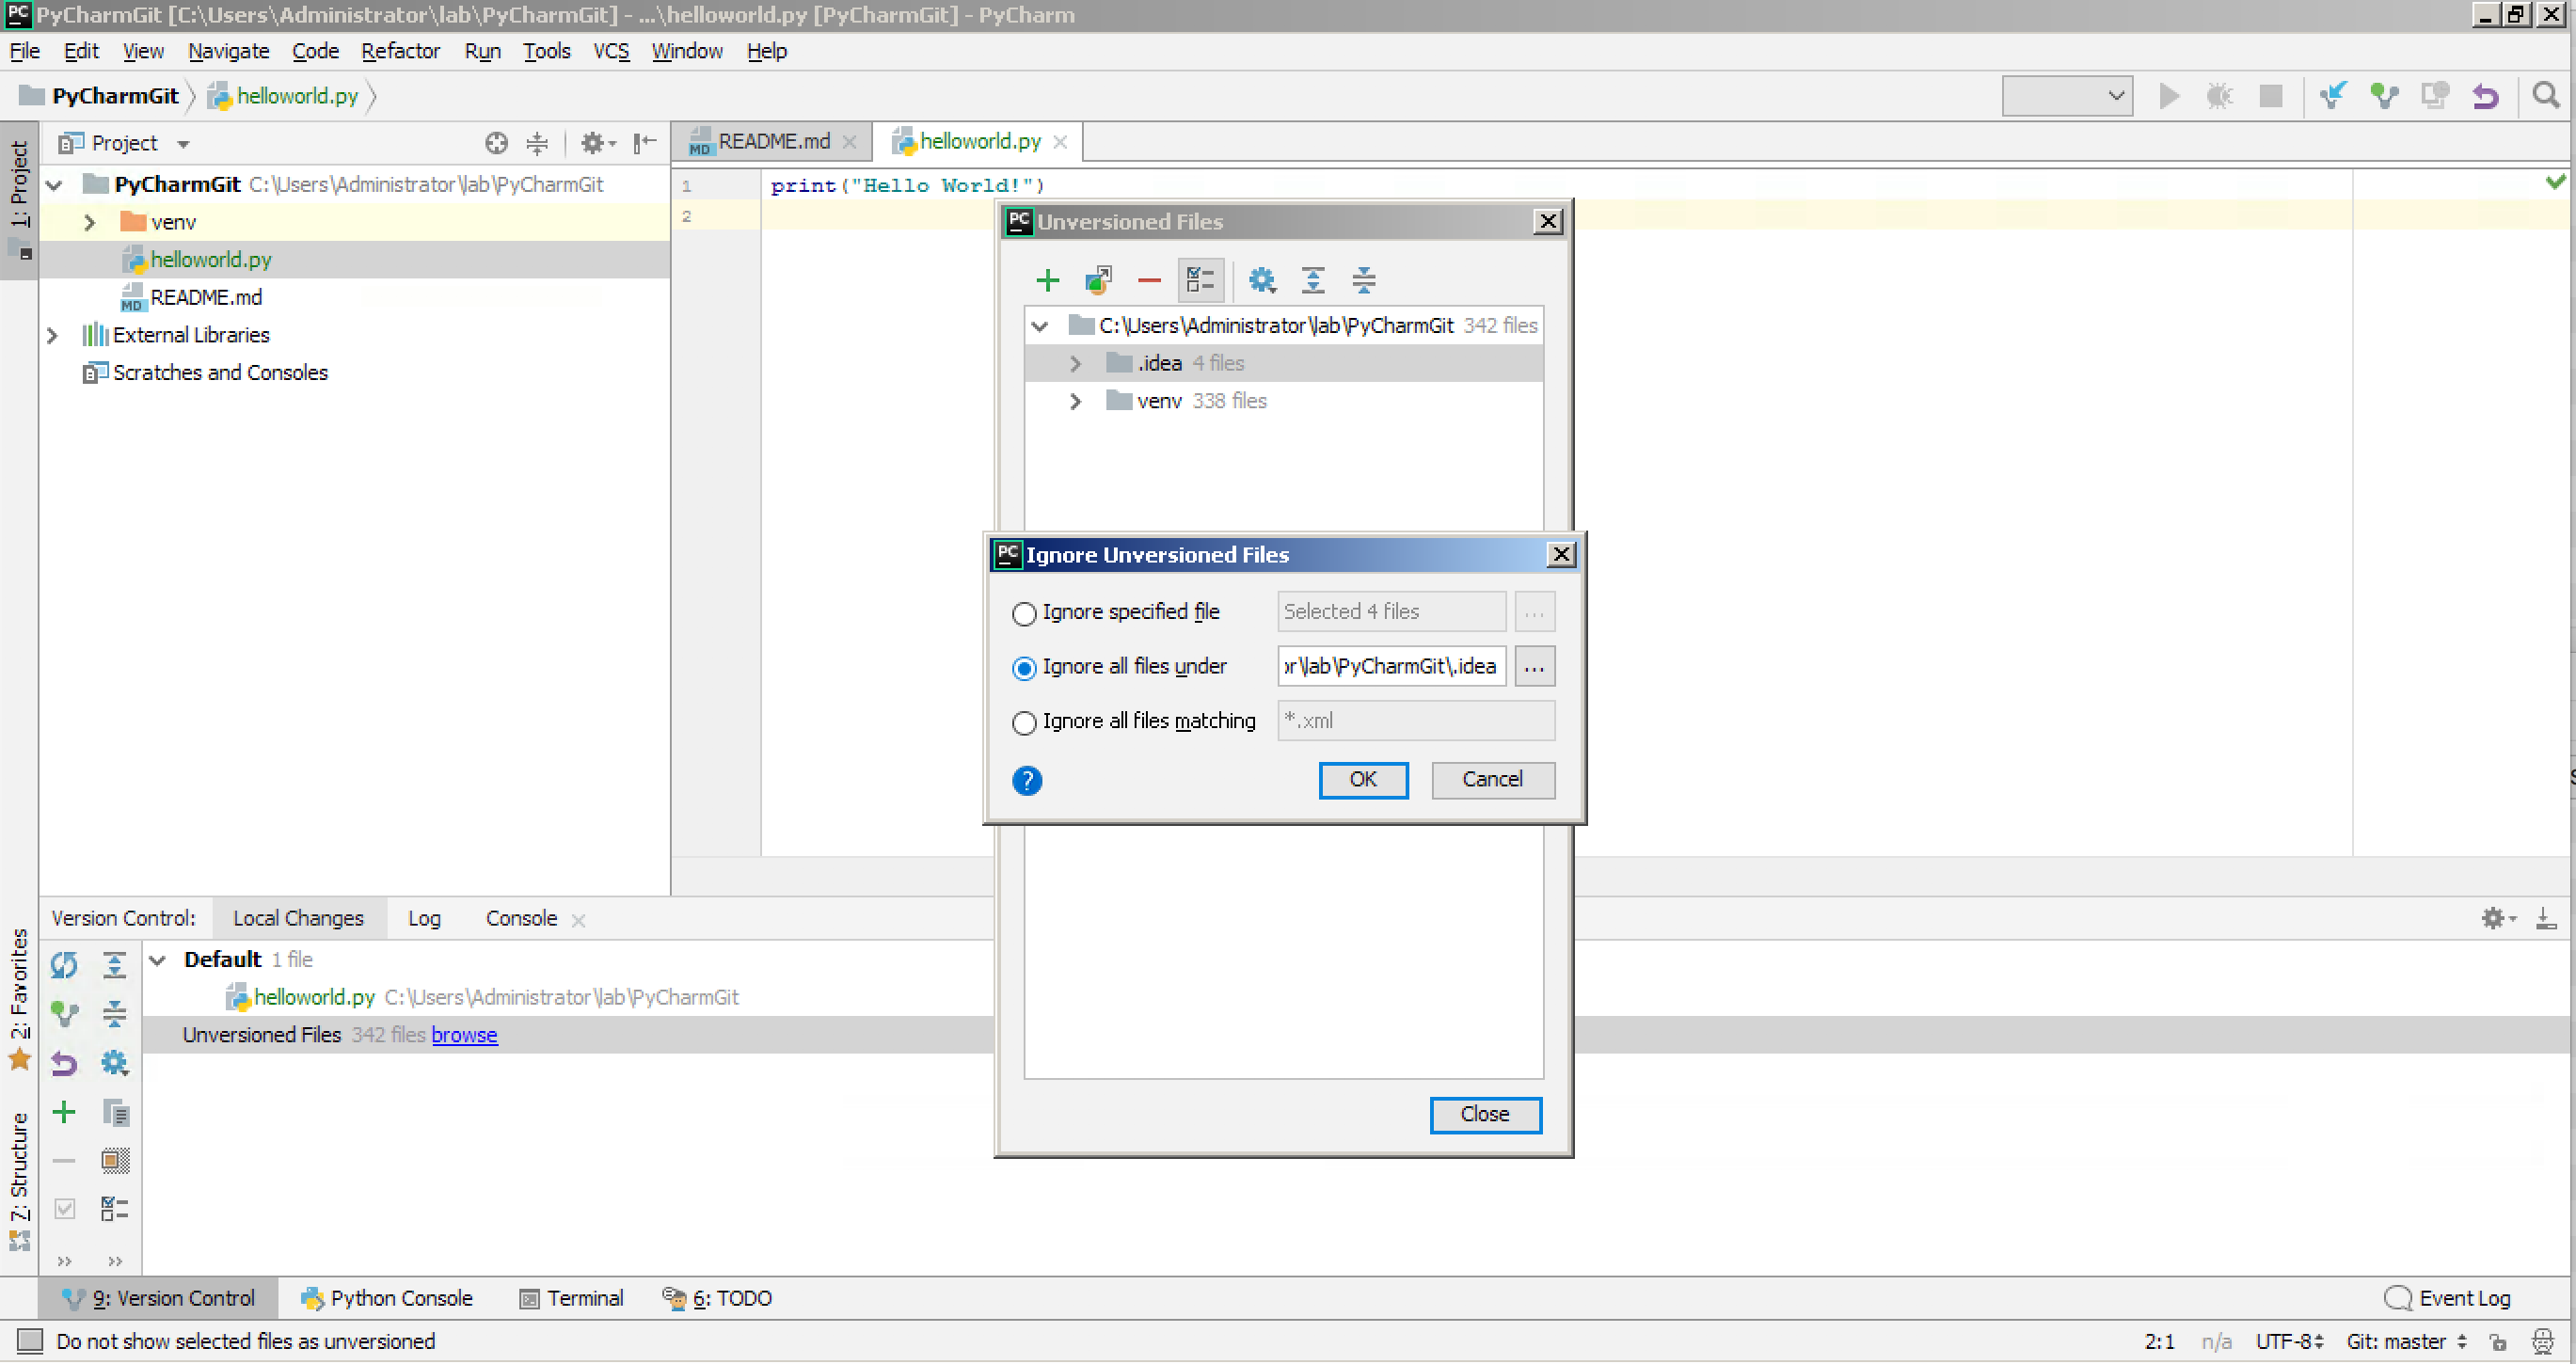 PyCharmGit [C:\Users\Administrator\lab\PyCharmGit] - ...\helloworld.py [PyCharmGit] - PyCharm
File Edit View Navigate Code Refactor Run Tools VCS Window Help
PyCharmGit helloworld.py
1: Project
Project
README.md helloworld.py
PyCharmGit C:\Users\Administrator\lab\PyCharmGit
venv
helloworld.py
README.md
External Libraries
Scratches and Consoles
1 print("Hello World!")
2
Unversioned Files
C:\Users\Administrator\lab\PyCharmGit 342 files
.idea 4 files
venv 338 files
Ignore Unversioned Files
Ignore specified file Selected 4 files ...
Ignore all files under or\lab\PyCharmGit\.idea ...
Ignore all files matching *.xml
? OK Cancel
Close
Version Control: Local Changes Log Console
Default 1 file
helloworld.py C:\Users\Administrator\lab\PyCharmGit
Unversioned Files 342 files browse
2: Favorites
7: Structure
9: Version Control Python Console Terminal 6: TODO Event Log
Do not show selected files as unversioned 2:1 n/a UTF-8 Git: master